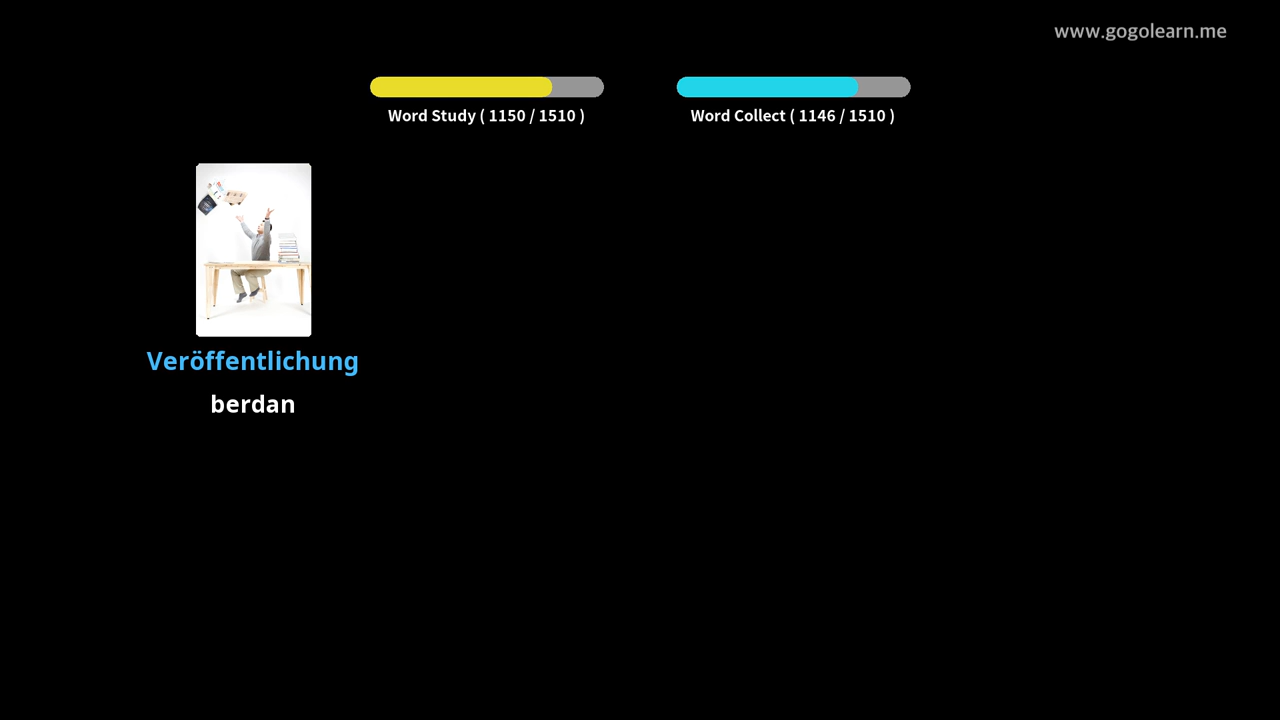 www.gogolearn.me
Word Study ( 1150 / 1510 )
Word Collect ( 1146 / 1510 )
Veröffentlichung
berdan